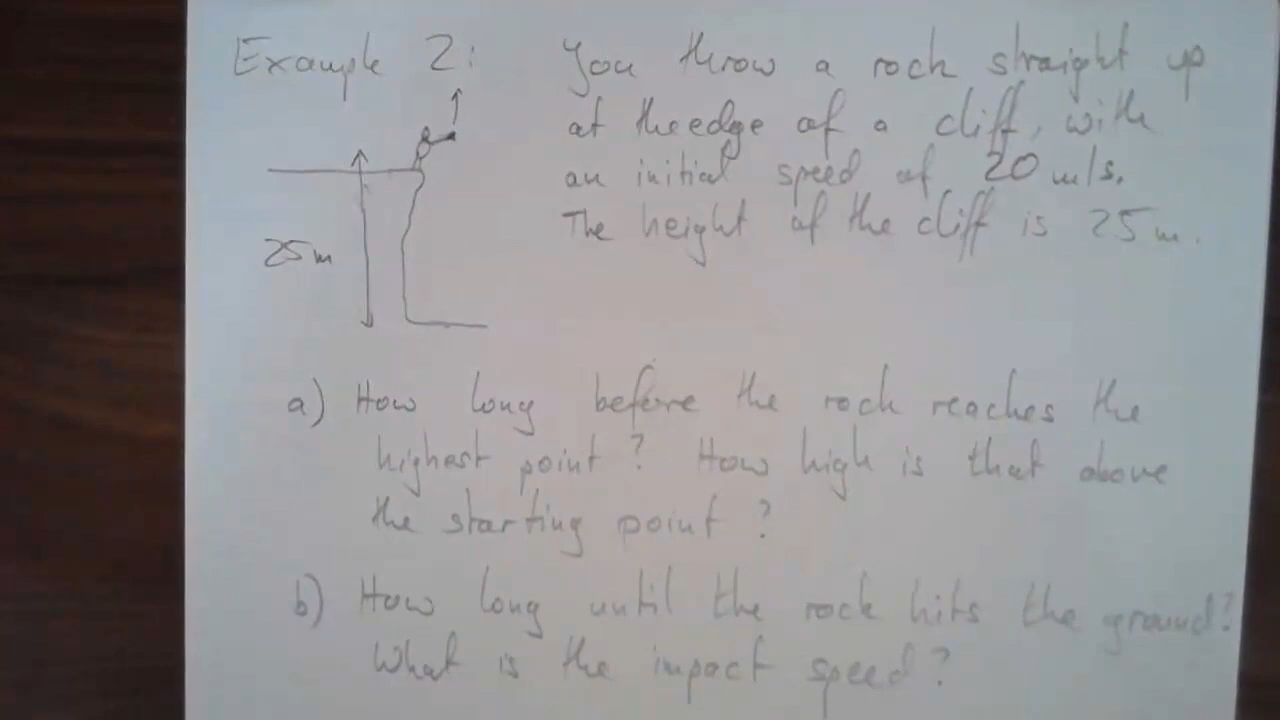 Example 2: You throw a rock straight up
at the edge of a cliff, with
an initial speed of 20 m/s.
The height of the cliff is 25 m.
25 m
a) How long before the rock reaches the
highest point? How high is that above
the starting point?
b) How long until the rock hits the ground?
What is the impact speed?